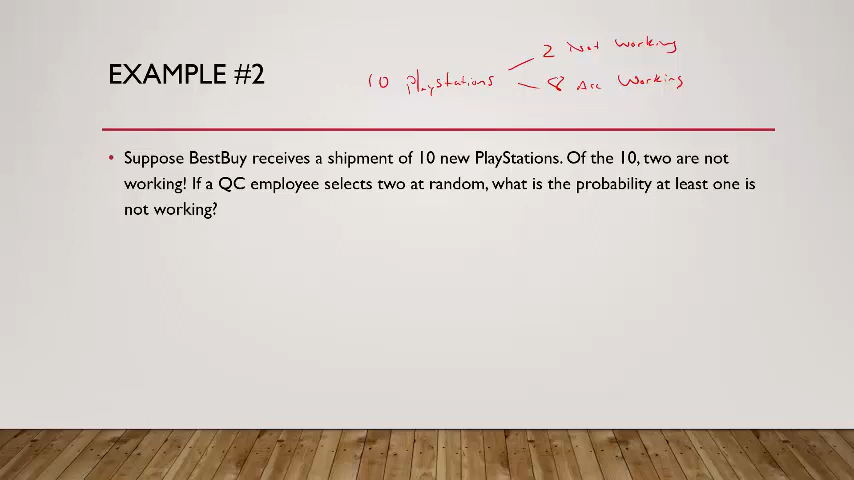 2 Not Working
EXAMPLE #2
10 Playstations
8 Are Working
• Suppose BestBuy receives a shipment of 10 new PlayStations. Of the 10, two are not
working! If a QC employee selects two at random, what is the probability at least one is
not working?